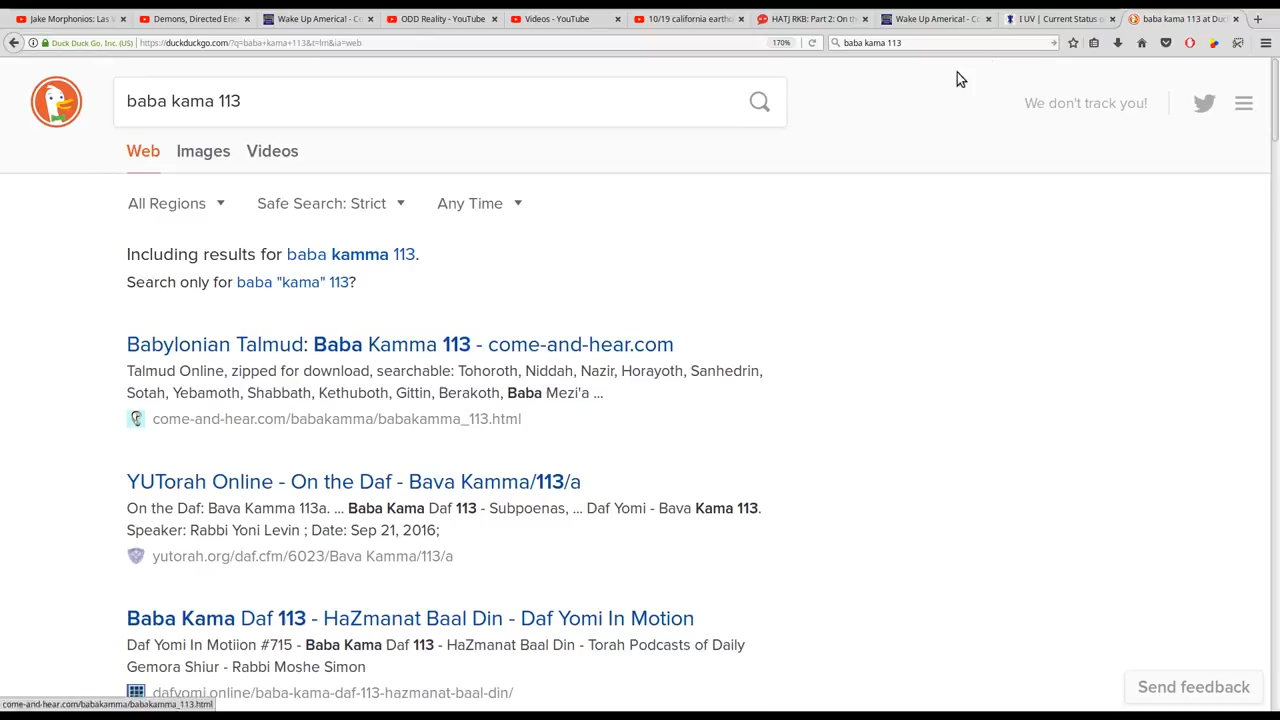 Jake Morphonios: Las V
Demons, Directed Ene
Wake Up America! - Co
ODD Reality - YouTube
Videos - YouTube
10/19 california earth
HATJ RKB: Part 2: On th
Wake Up America! - Co
I UV | Current Status o
baba kama 113 at Duc
Duck Duck Go, Inc. (US)
https://duckduckgo.com/?q=baba+kama+113&t=lm&ia=web
170%
baba kama 113
baba kama 113
We don't track you!
Web Images Videos
All Regions Safe Search: Strict Any Time
Including results for baba kamma 113.
Search only for baba "kama" 113?
Babylonian Talmud: Baba Kamma 113 - come-and-hear.com
Talmud Online, zipped for download, searchable: Tohoroth, Niddah, Nazir, Horayoth, Sanhedrin,
Sotah, Yebamoth, Shabbath, Kethuboth, Gittin, Berakoth, Baba Mezi'a ...
come-and-hear.com/babakamma/babakamma_113.html
YUTorah Online - On the Daf - Bava Kamma/113/a
On the Daf: Bava Kamma 113a. ... Baba Kama Daf 113 - Subpoenas, ... Daf Yomi - Bava Kama 113.
Speaker: Rabbi Yoni Levin ; Date: Sep 21, 2016;
yutorah.org/daf.cfm/6023/Bava Kamma/113/a
Baba Kama Daf 113 - HaZmanat Baal Din - Daf Yomi In Motion
Daf Yomi In Motiion #715 - Baba Kama Daf 113 - HaZmanat Baal Din - Torah Podcasts of Daily
Gemora Shiur - Rabbi Moshe Simon
dafyomi.online/baba-kama-daf-113-hazmanat-baal-din/
Send feedback
come-and-hear.com/babakamma/babakamma_113.html